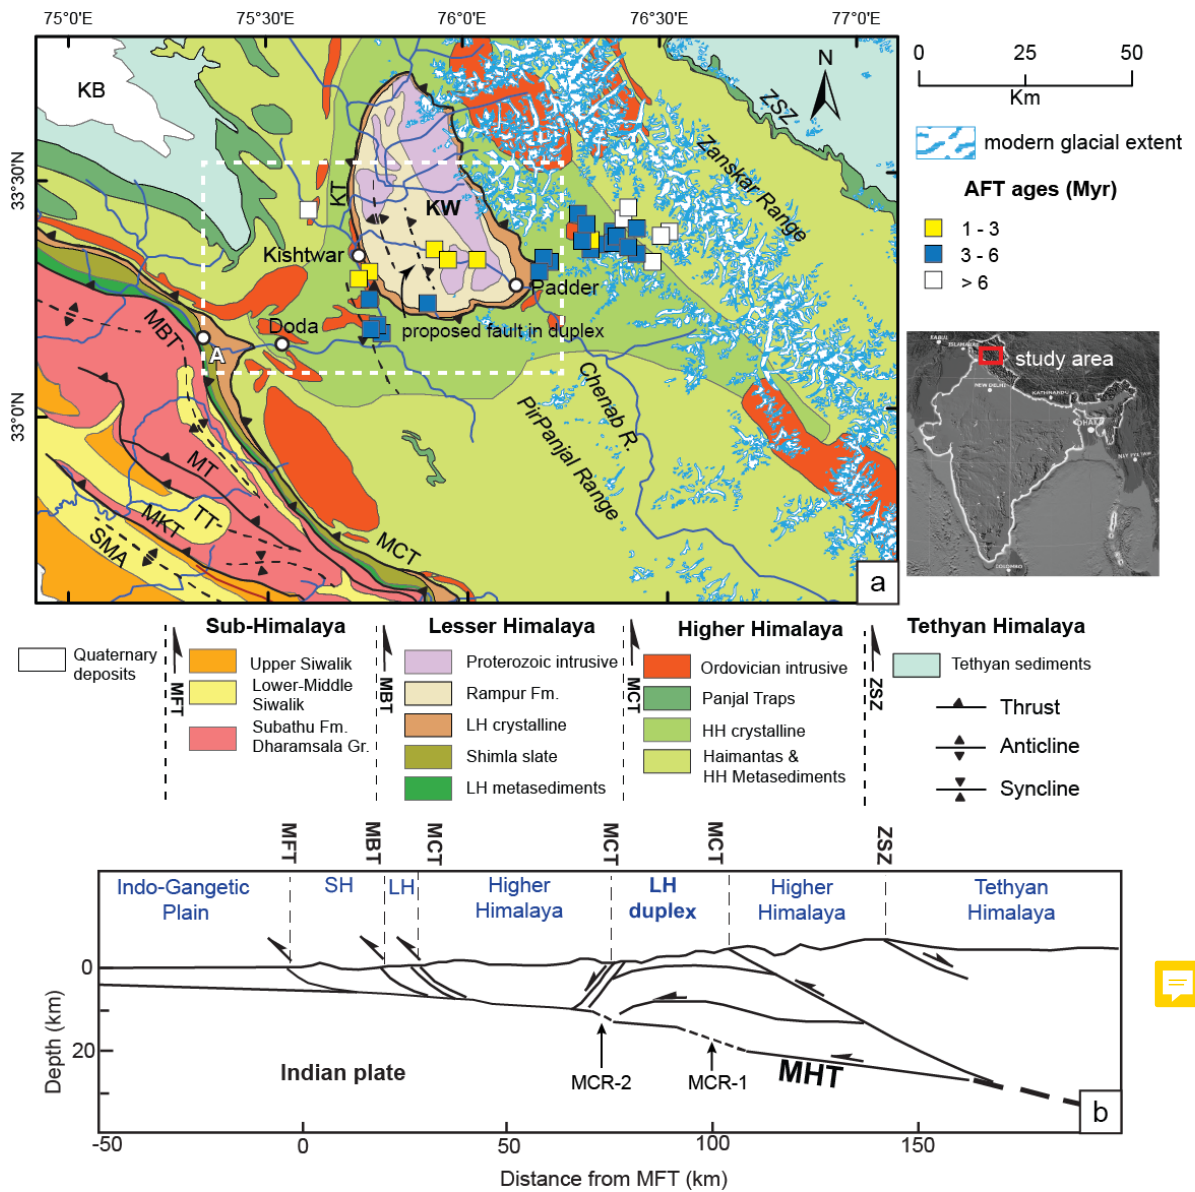 75°0'E
75°30'E
76°0'E
76°30'E
77°0'E
33°30'N
33°0'N
KB
N
ZSZ
Zanskar Range
KT
KW
Kishtwar
Padder
Doda
proposed fault in duplex
MBT
A
Chenab R.
PirPanjal Range
MT
TT
MKT
SMA
MCT
a
0 25 50
Km
modern glacial extent
AFT ages (Myr)
1 - 3
3 - 6
> 6
study area
NEW DELHI
KATHMANDU
DHAKA
COLOMBO
Quaternary
deposits
MFT
Sub-Himalaya
Upper Siwalik
Lower-Middle
Siwalik
Subathu Fm.
Dharamsala Gr.
MBT
Lesser Himalaya
Proterozoic intrusive
Rampur Fm.
LH crystalline
Shimla slate
LH metasediments
MCT
Higher Himalaya
Ordovician intrusive
Panjal Traps
HH crystalline
Haimantas &
HH Metasediments
ZSZ
Tethyan Himalaya
Tethyan sediments
Thrust
Anticline
Syncline
MFT
MBT
MCT
MCT
MCT
ZSZ
Indo-Gangetic
Plain
SH
LH
Higher
Himalaya
LH
duplex
Higher
Himalaya
Tethyan
Himalaya
0
20
Depth (km)
Indian plate
MCR-2
MCR-1
MHT
b
-50 0 50 100 150
Distance from MFT (km)